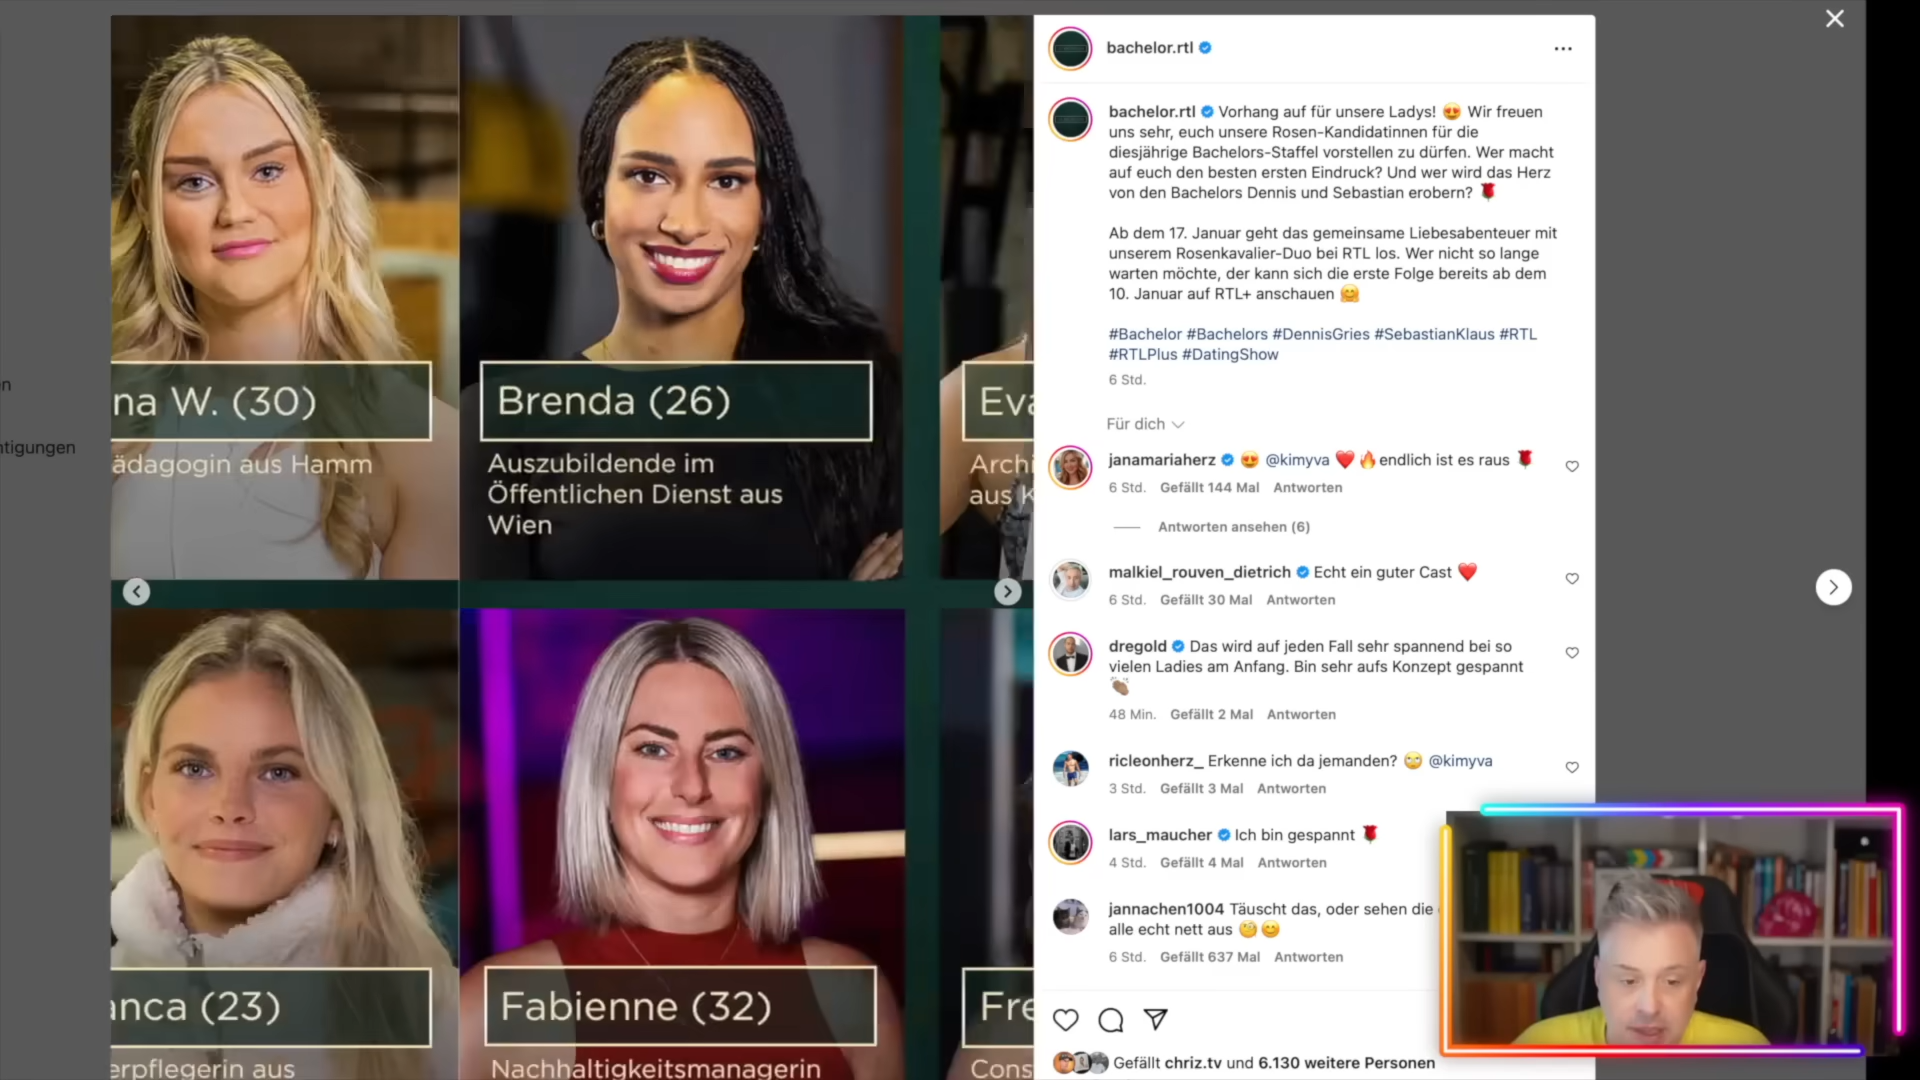 en
htigungen
na W. (30)
ädagogin aus Hamm
Brenda (26)
Auszubildende im
Öffentlichen Dienst aus
Wien
Eva
Archi
aus K
anca (23)
erpflegerin aus
Fabienne (32)
Nachhaltigkeitsmanagerin
Fre
Cons
bachelor.rtl
bachelor.rtl Vorhang auf für unsere Ladys! 😍 Wir freuen
uns sehr, euch unsere Rosen-Kandidatinnen für die
diesjährige Bachelors-Staffel vorstellen zu dürfen. Wer macht
auf euch den besten ersten Eindruck? Und wer wird das Herz
von den Bachelors Dennis und Sebastian erobern? 🌹
Ab dem 17. Januar geht das gemeinsame Liebesabenteuer mit
unserem Rosenkavalier-Duo bei RTL los. Wer nicht so lange
warten möchte, der kann sich die erste Folge bereits ab dem
10. Januar auf RTL+ anschauen 🤗
#Bachelor #Bachelors #DennisGries #SebastianKlaus #RTL
#RTLPlus #DatingShow
6 Std.
Für dich
janamariaherz 😍 @kimyva ❤️🔥endlich ist es raus 🌹
6 Std. Gefällt 144 Mal Antworten
Antworten ansehen (6)
malkiel_rouven_dietrich Echt ein guter Cast ❤️
6 Std. Gefällt 30 Mal Antworten
dregold Das wird auf jeden Fall sehr spannend bei so
vielen Ladies am Anfang. Bin sehr aufs Konzept gespannt
👏🏽
48 Min. Gefällt 2 Mal Antworten
ricleonherz_ Erkenne ich da jemanden? 🙄 @kimyva
3 Std. Gefällt 3 Mal Antworten
lars_maucher Ich bin gespannt 🌹
4 Std. Gefällt 4 Mal Antworten
jannachen1004 Täuscht das, oder sehen die
alle echt nett aus 🧐😊
6 Std. Gefällt 637 Mal Antworten
Gefällt chriz.tv und 6.130 weitere Personen